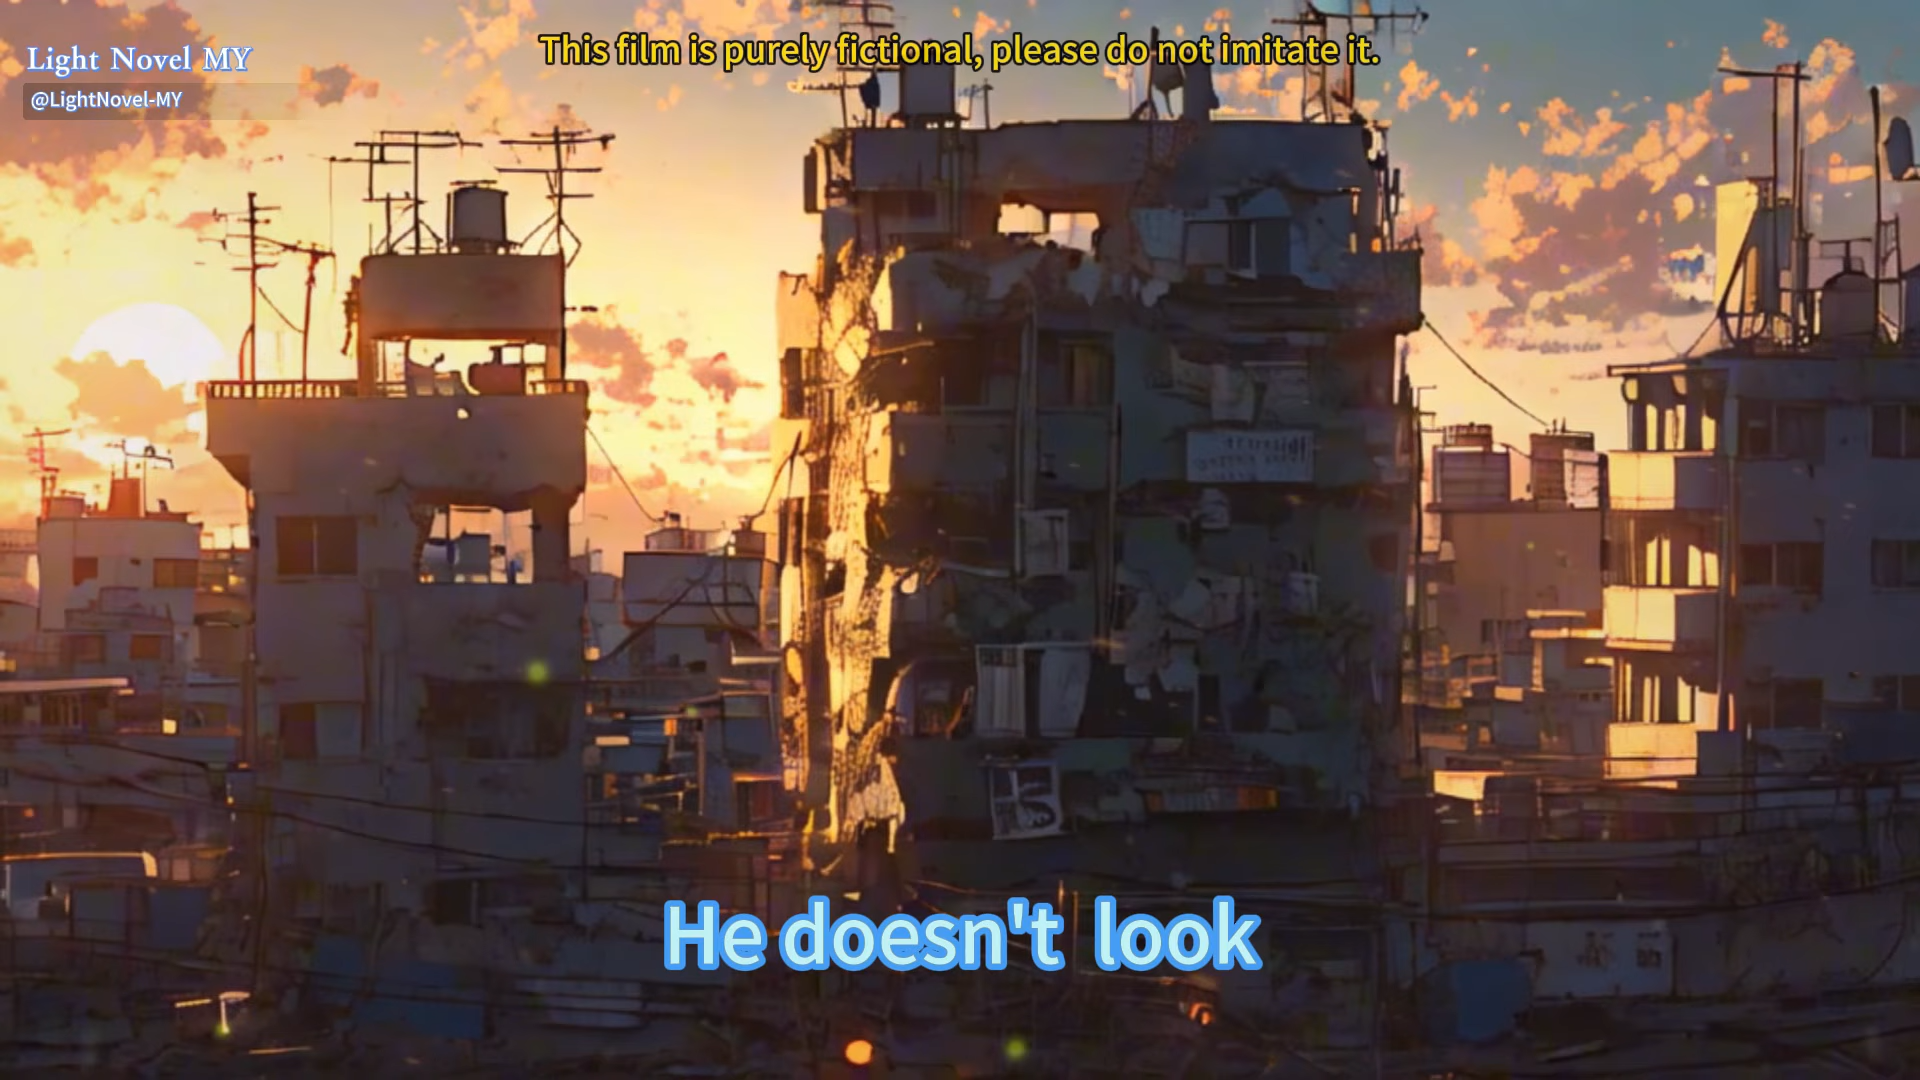 This film is purely fictional, please do not imitate it.
Light Novel MY
@LightNovel-MY
He doesn't look